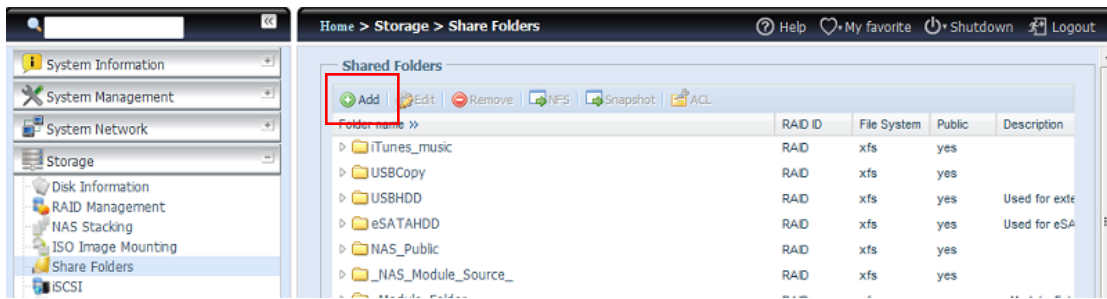 Home > Storage > Share Folders
Help My favorite Shutdown Logout
System Information
System Management
System Network
Storage
Disk Information
RAID Management
NAS Stacking
ISO Image Mounting
Share Folders
iSCSI
Shared Folders
Add Edit Remove NFS Snapshot ACL
Folder name >> RAID ID File System Public Description
iTunes_music RAID xfs yes
USBCopy RAID xfs yes
USBHDD RAID xfs yes Used for exte
eSATAHDD RAID xfs yes Used for eSA
NAS_Public RAID xfs yes
_NAS_Module_Source_ RAID xfs yes